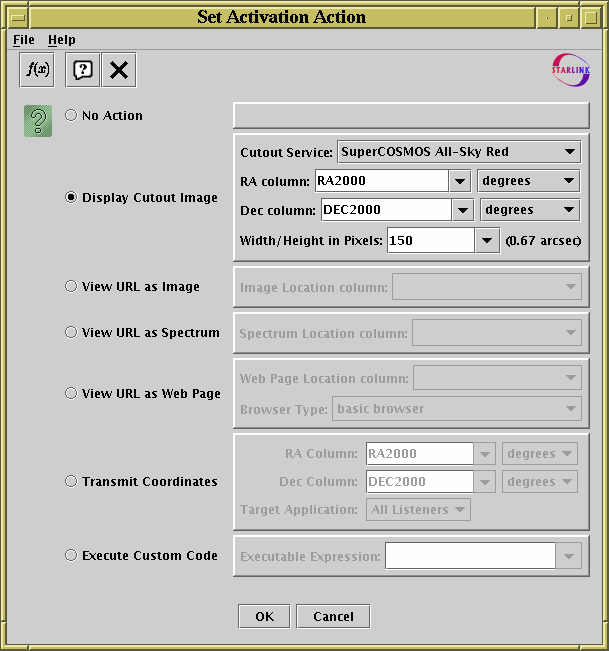 Set Activation Action
File Help
f(x) ? STARLINK
? No Action
Cutout Service: SuperCOSMOS All-Sky Red
RA column: RA2000 degrees
Display Cutout Image
Dec column: DEC2000 degrees
Width/Height in Pixels: 150 (0.67 arcsec)
View URL as Image Image Location column:
View URL as Spectrum Spectrum Location column:
Web Page Location column:
View URL as Web Page
Browser Type: basic browser
RA Column: RA2000 degrees
Transmit Coordinates Dec Column: DEC2000 degrees
Target Application: All Listeners
Execute Custom Code Executable Expression:
OK Cancel